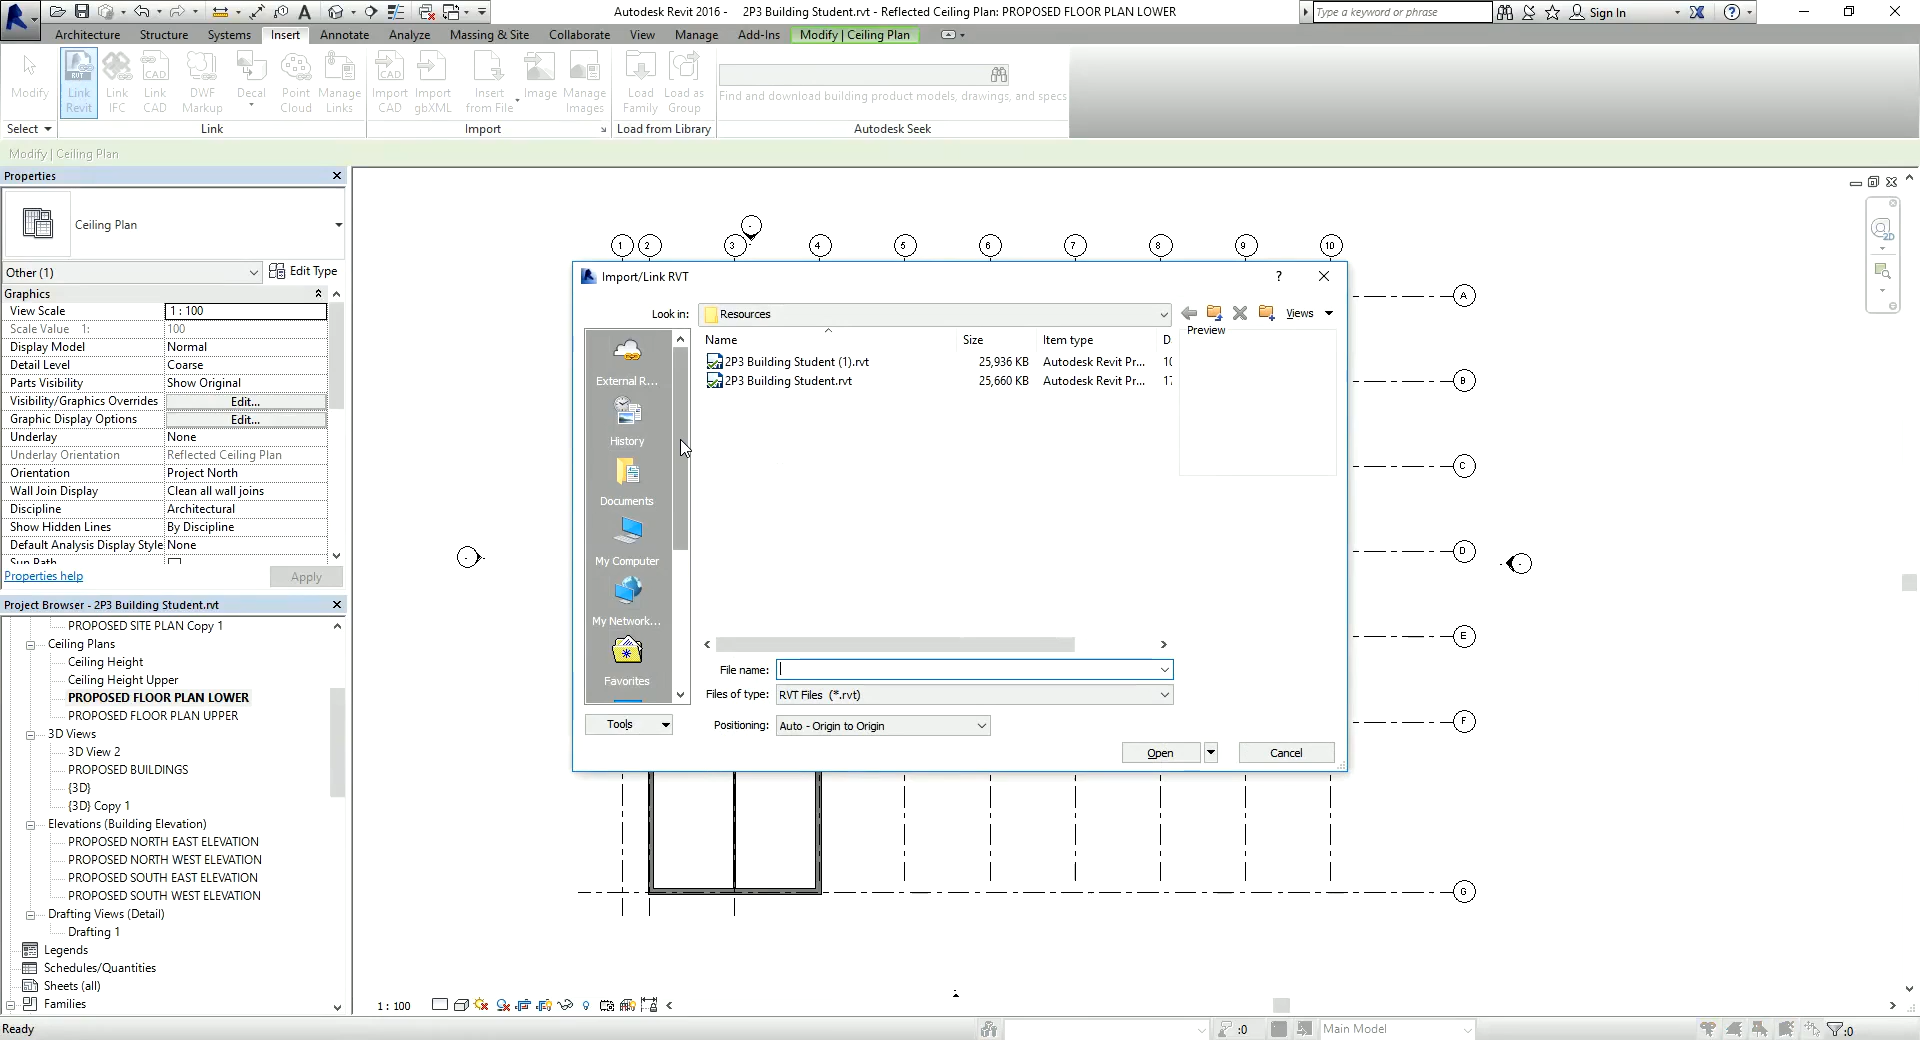 Autodesk Revit 2016 - 2P3 Building Student.rvt - Reflected Ceiling Plan: PROPOSED FLOOR PLAN LOWER
Type a keyword or phrase
Sign In
Architecture Structure Systems Insert Annotate Analyze Massing & Site Collaborate View Manage Add-Ins Modify | Ceiling Plan
Modify
Link Revit
Link IFC
Link CAD
DWF Markup
Decal
Point Cloud
Manage Links
Import CAD
Import gbXML
Insert from File
Image
Manage Images
Load Family
Load as Group
Find and download building product models, drawings, and specs
Select
Link
Import
Load from Library
Autodesk Seek
Modify | Ceiling Plan
Properties
Ceiling Plan
Other (1)
Edit Type
Graphics
View Scale 1 : 100
Scale Value 1: 100
Display Model Normal
Detail Level Coarse
Parts Visibility Show Original
Visibility/Graphics Overrides Edit...
Graphic Display Options Edit...
Underlay None
Underlay Orientation Reflected Ceiling Plan
Orientation Project North
Wall Join Display Clean all wall joins
Discipline Architectural
Show Hidden Lines By Discipline
Default Analysis Display Style None
Sun Path
Properties help
Apply
Project Browser - 2P3 Building Student.rvt
PROPOSED SITE PLAN Copy 1
Ceiling Plans
Ceiling Height
Ceiling Height Upper
PROPOSED FLOOR PLAN LOWER
PROPOSED FLOOR PLAN UPPER
3D Views
3D View 2
PROPOSED BUILDINGS
{3D}
{3D} Copy 1
Elevations (Building Elevation)
PROPOSED NORTH EAST ELEVATION
PROPOSED NORTH WEST ELEVATION
PROPOSED SOUTH EAST ELEVATION
PROPOSED SOUTH WEST ELEVATION
Drafting Views (Detail)
Drafting 1
Legends
Schedules/Quantities
Sheets (all)
Families
1 2 3 4 5 6 7 8 9 10
A
B
C
D
E
F
G
Import/Link RVT
Look in: Resources
Views
Preview
Name Size Item type D
2P3 Building Student (1).rvt 25,936 KB Autodesk Revit Pr... 10
2P3 Building Student.rvt 25,660 KB Autodesk Revit Pr... 17
External R...
History
Documents
My Computer
My Network...
Favorites
File name:
Files of type: RVT Files (*.rvt)
Tools
Positioning: Auto - Origin to Origin
Open
Cancel
1 : 100
Ready
:0
Main Model
:0